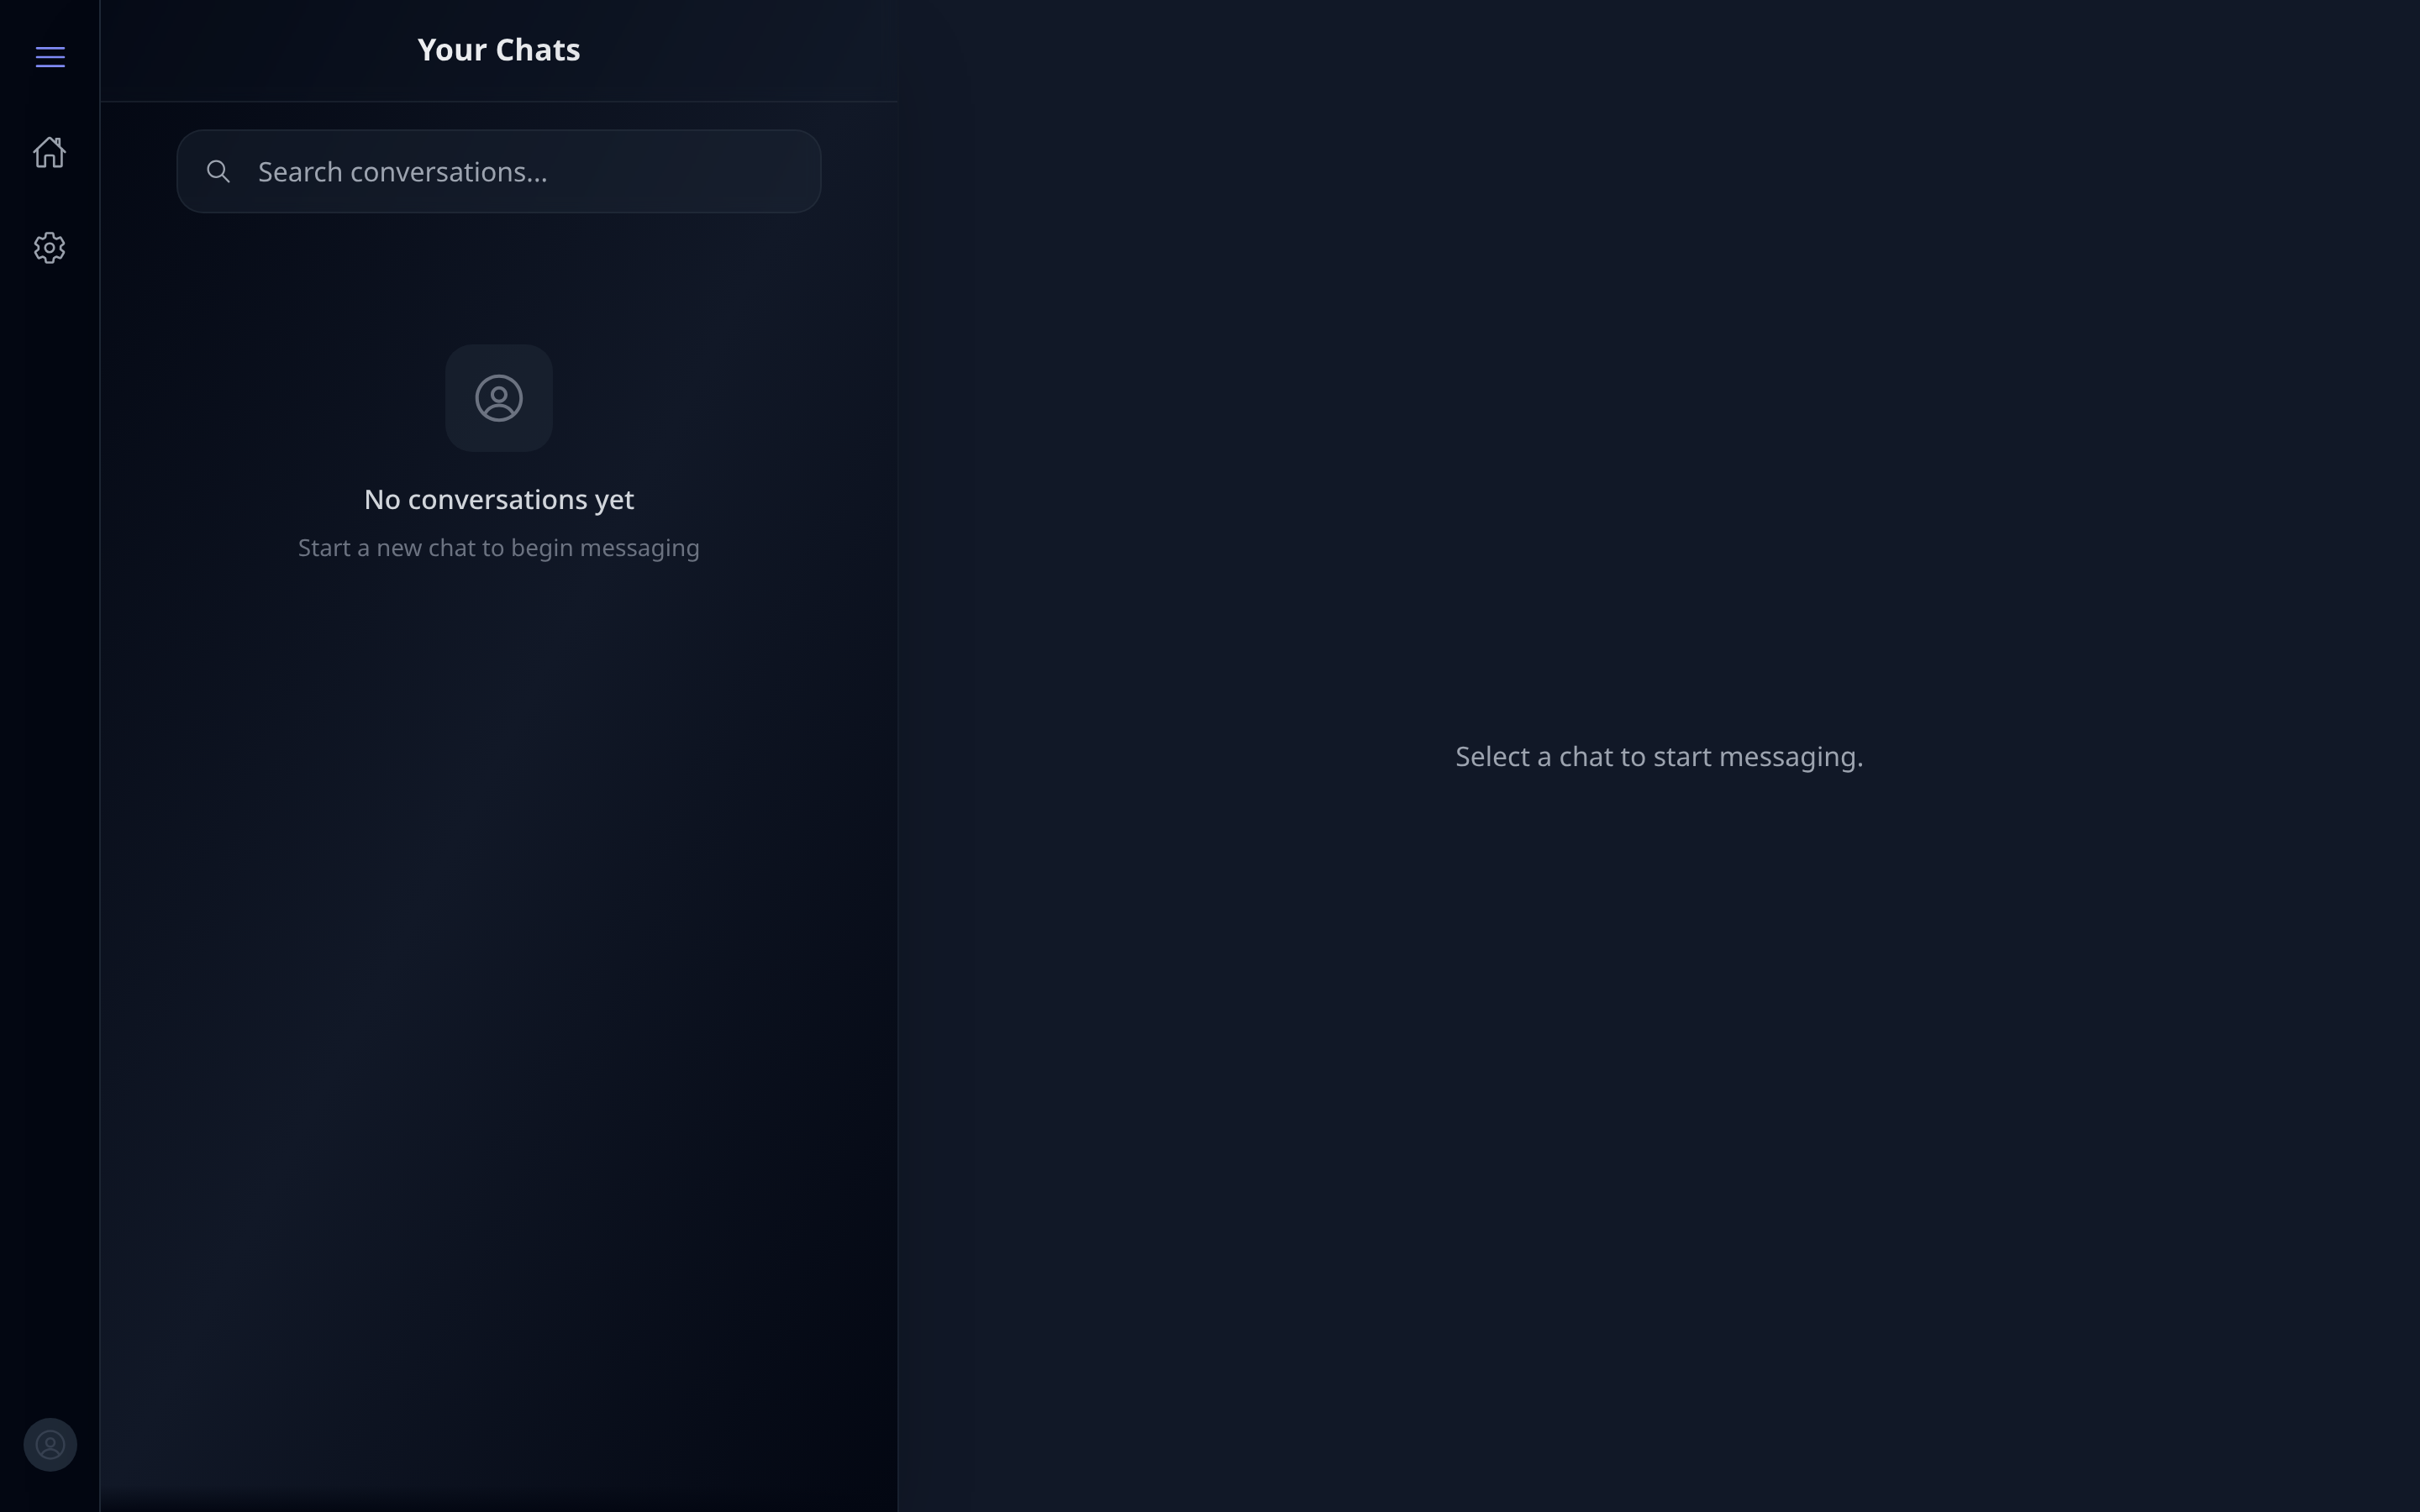 Your Chats
Search conversations...
No conversations yet
Start a new chat to begin messaging
Select a chat to start messaging.